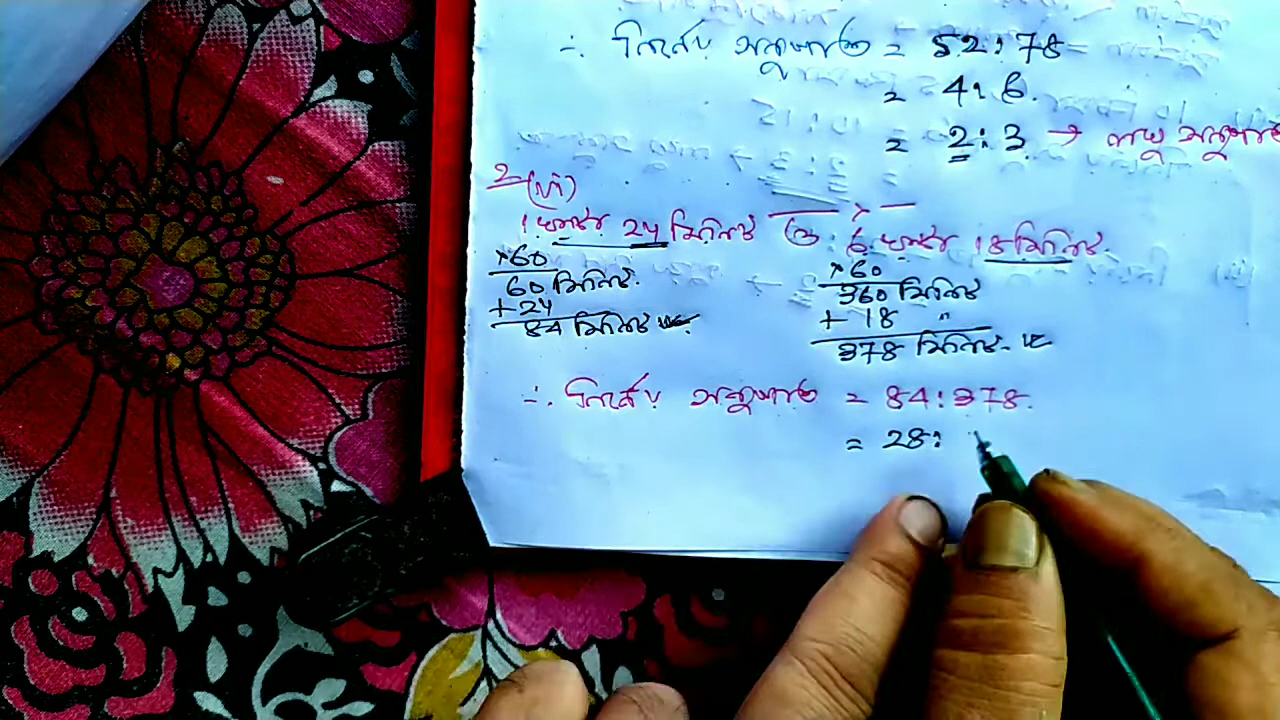 ∴ নির্ণেয় অনুপাত = 52:78
= 4:6.
= 2:3 → লঘু অনুপাত
2(গ)
1 ঘণ্টা 24 মিনিট ও 6 ঘণ্টা 18 মিনিট.
×60 ×60
60 মিনিট. 360 মিনিট
+24 + 18 "
84 মিনিট 378 মিনিট.
∴ নির্ণেয় অনুপাত = 84:378.
= 28: